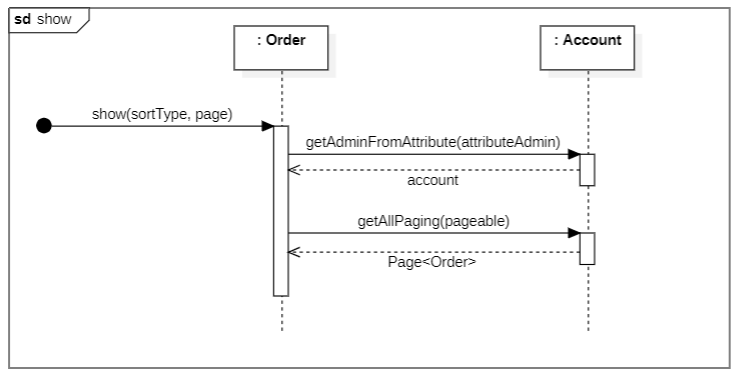 sd show
: Order
: Account
show(sortType, page)
getAdminFromAttribute(attributeAdmin)
account
getAllPaging(pageable)
Page<Order>